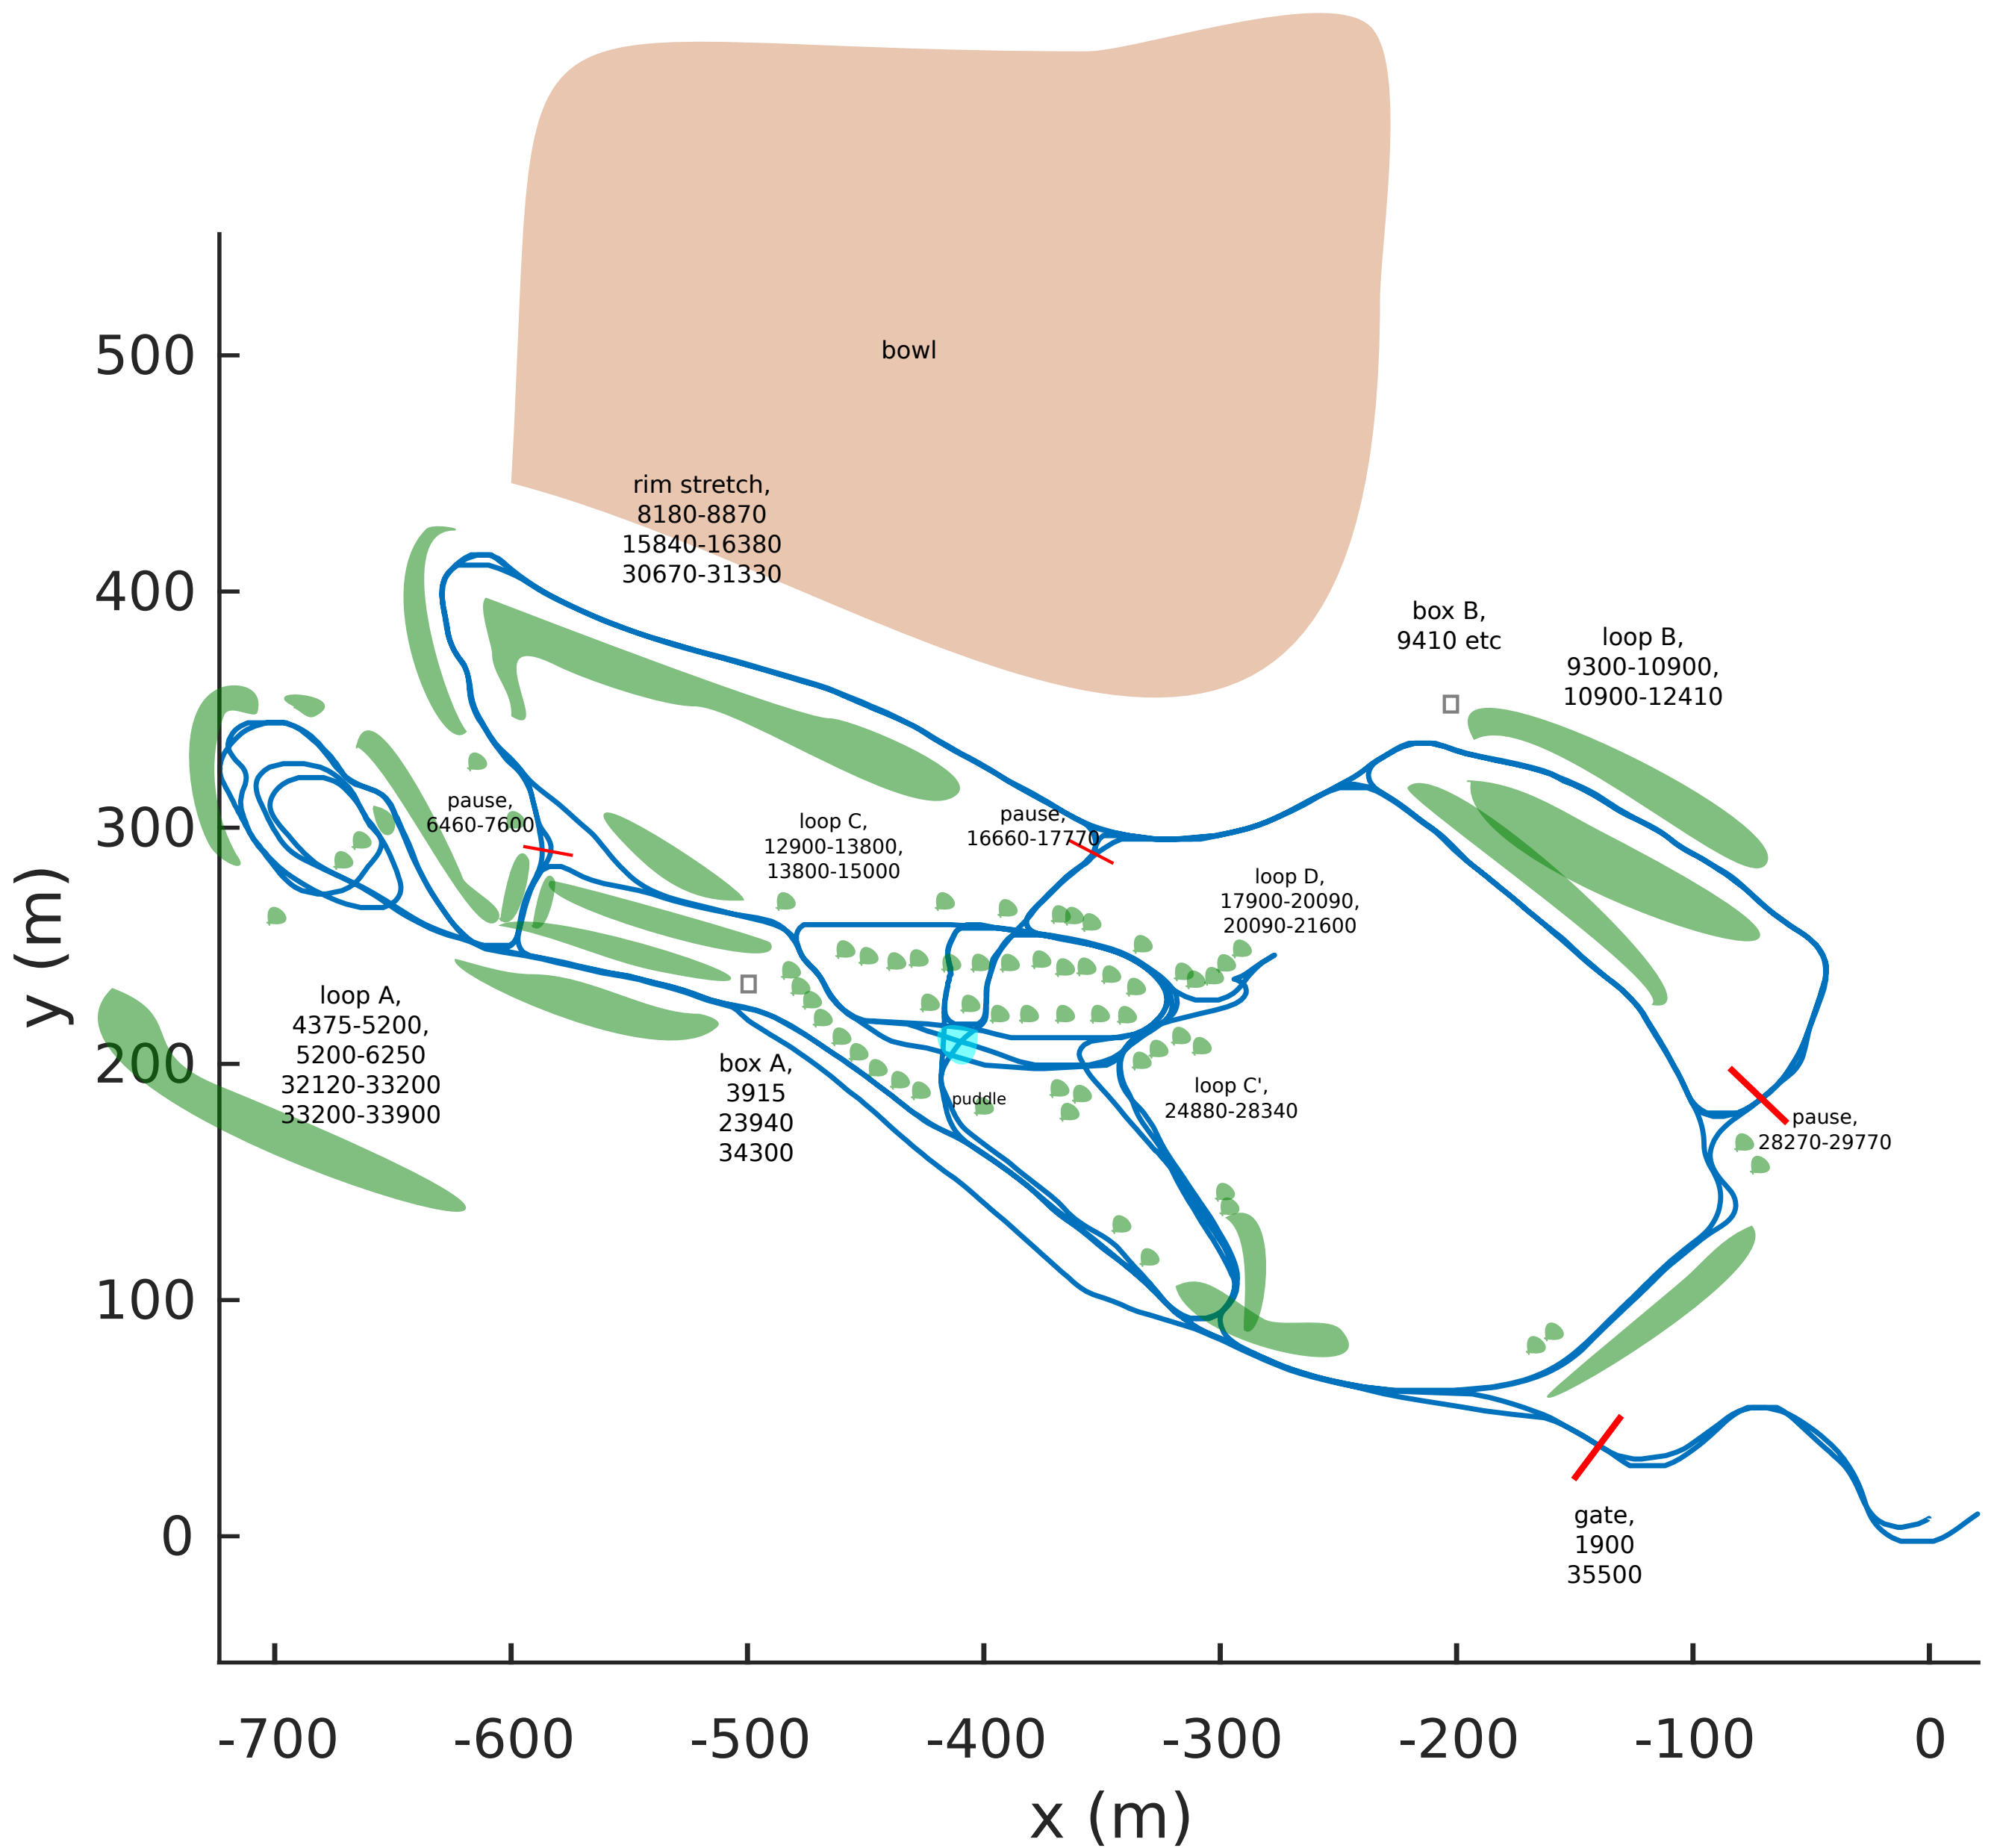 bowl
rim stretch,
8180-8870
15840-16380
30670-31330
box B,
9410 etc
loop B,
9300-10900,
10900-12410
pause,
6460-7600
loop C,
12900-13800,
13800-15000
pause,
16660-17770
loop D,
17900-20090,
20090-21600
loop A,
4375-5200,
5200-6250
32120-33200
33200-33900
box A,
3915
23940
34300
puddle
loop C',
24880-28340
pause,
28270-29770
gate,
1900
35500
500
400
300
200
100
0
y (m)
-700 -600 -500 -400 -300 -200 -100 0
x (m)